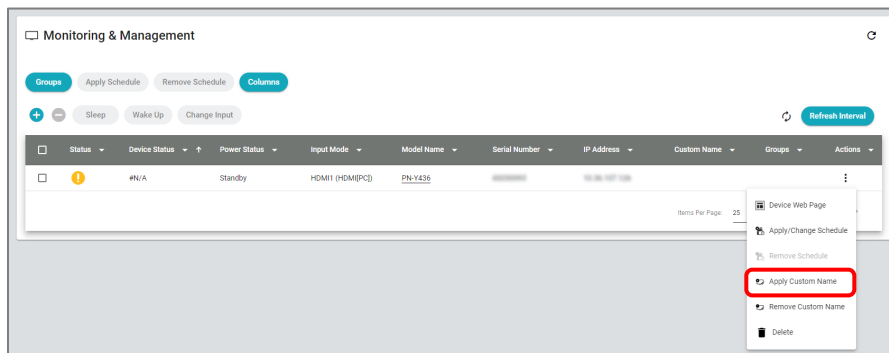 Monitoring & Management
Groups Apply Schedule Remove Schedule Columns
Sleep Wake Up Change Input Refresh Interval
Status Device Status Power Status Input Mode Model Name Serial Number IP Address Custom Name Groups Actions
#N/A Standby HDMI1 (HDMI[PC]) PN-Y436
Items Per Page: 25
Device Web Page
Apply/Change Schedule
Remove Schedule
Apply Custom Name
Remove Custom Name
Delete